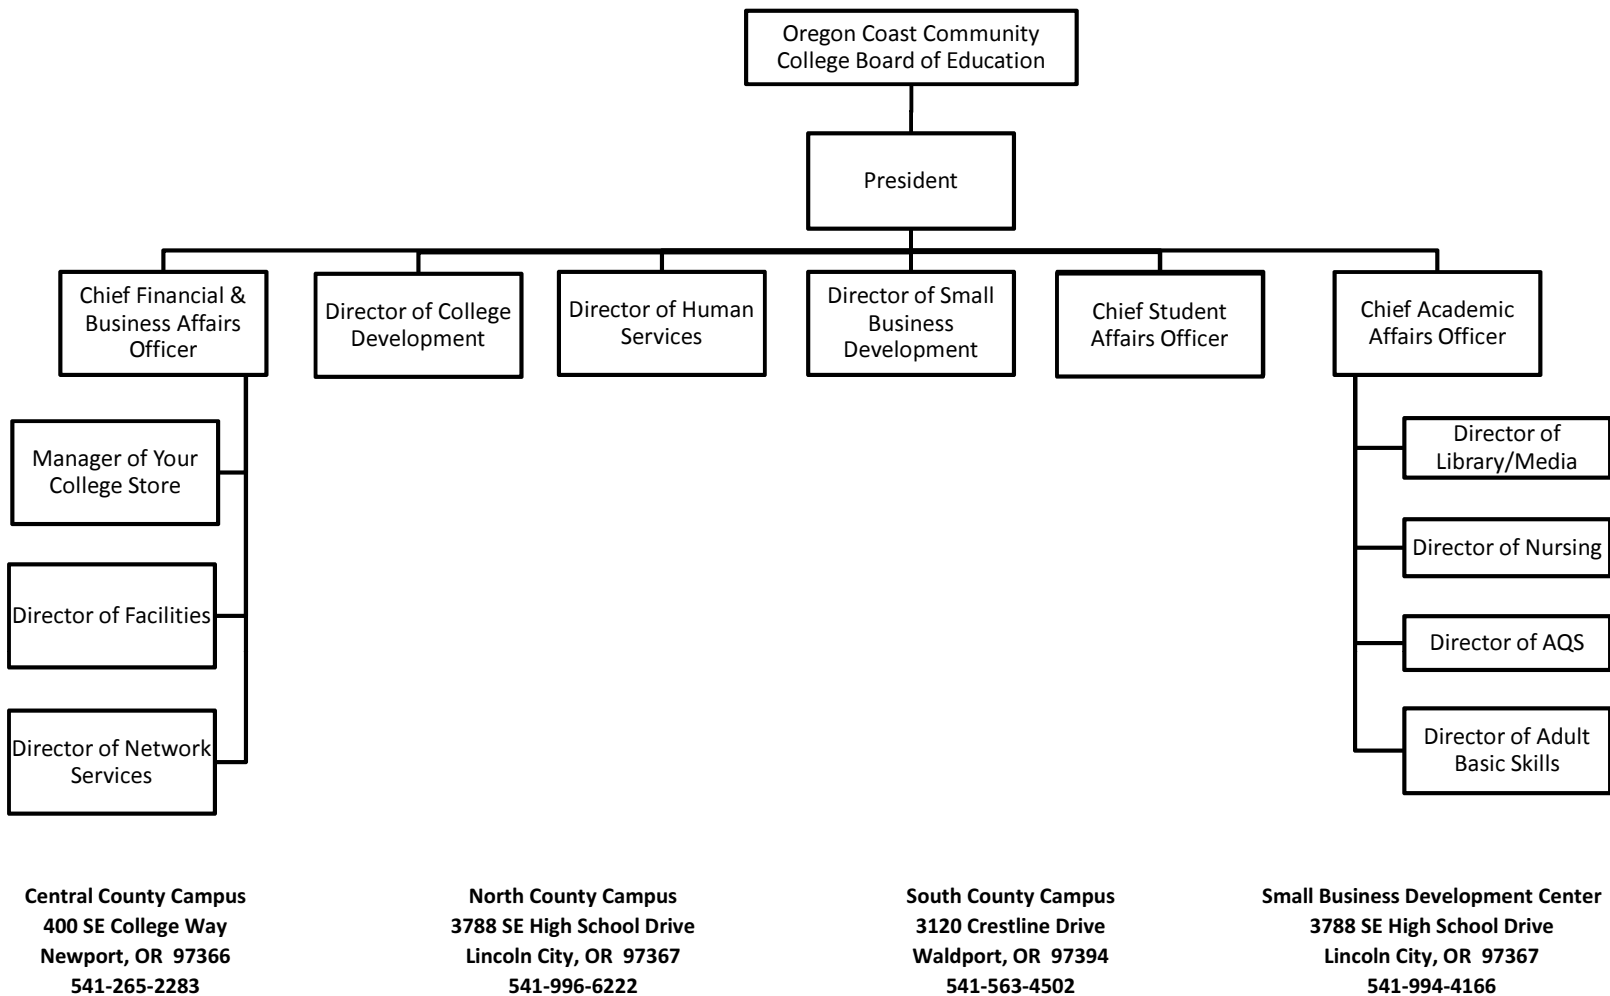 Oregon Coast Community
College Board of Education
President
Chief Financial &
Business Affairs
Officer
Director of College
Development
Director of Human
Services
Director of Small
Business
Development
Chief Student
Affairs Officer
Chief Academic
Affairs Officer
Manager of Your
College Store
Director of Facilities
Director of Network
Services
Director of
Library/Media
Director of Nursing
Director of AQS
Director of Adult
Basic Skills
Central County Campus
400 SE College Way
Newport, OR  97366
541-265-2283
North County Campus
3788 SE High School Drive
Lincoln City, OR  97367
541-996-6222
South County Campus
3120 Crestline Drive
Waldport, OR  97394
541-563-4502
Small Business Development Center
3788 SE High School Drive
Lincoln City, OR  97367
541-994-4166